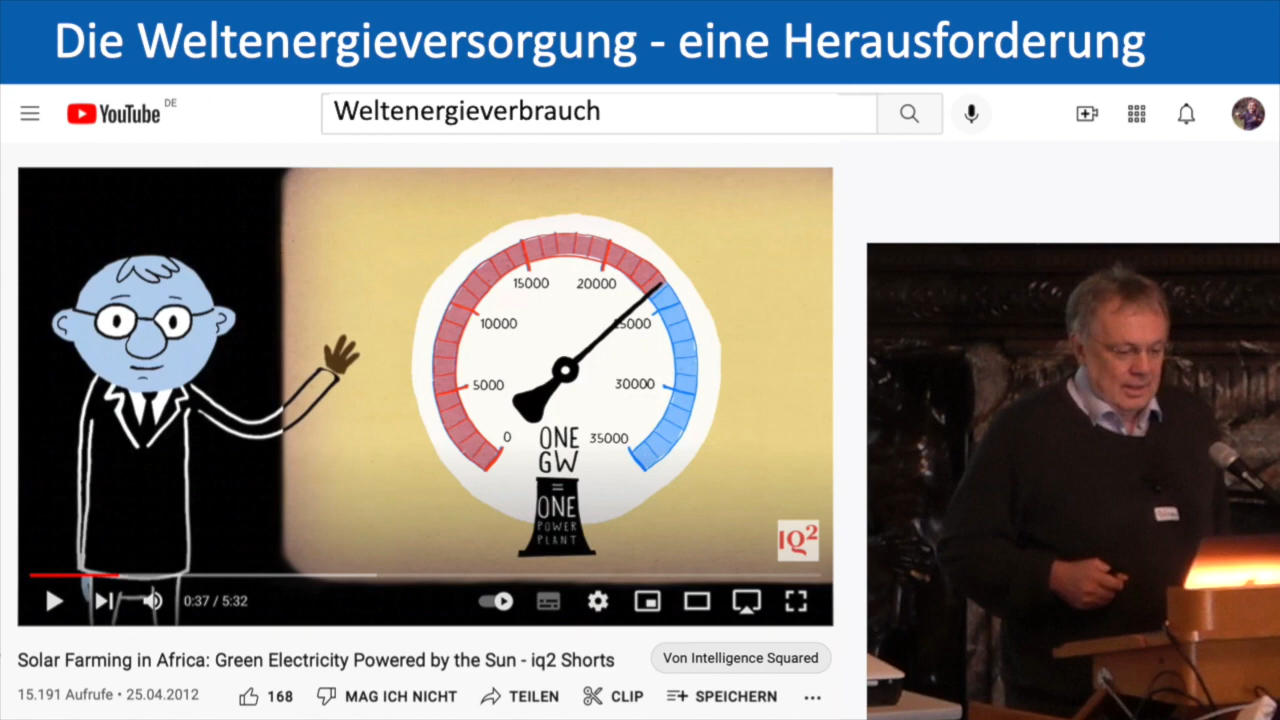 Die Weltenergieversorgung - eine Herausforderung
YouTube DE
Weltenergieverbrauch
15000 20000
10000 25000
5000 30000
0 35000
ONE
GW
=
ONE
POWER
PLANT
IQ2
0:37 / 5:32
Solar Farming in Africa: Green Electricity Powered by the Sun - iq2 Shorts
Von Intelligence Squared
15.191 Aufrufe • 25.04.2012
168 MAG ICH NICHT TEILEN CLIP SPEICHERN